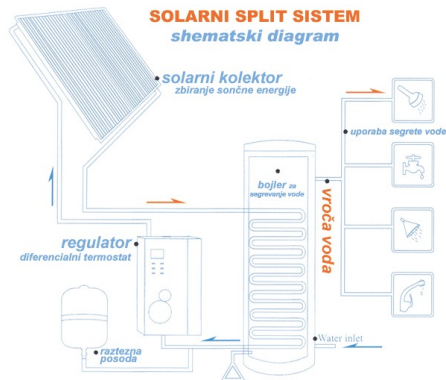 SOLARNI SPLIT SISTEM
shematski diagram
solarni kolektor
zbiranje sončne energije
uporaba segrete vode
bojler za
segrevanje vode
vroča voda
regulator
diferencialni termostat
raztezna
posoda
Water inlet